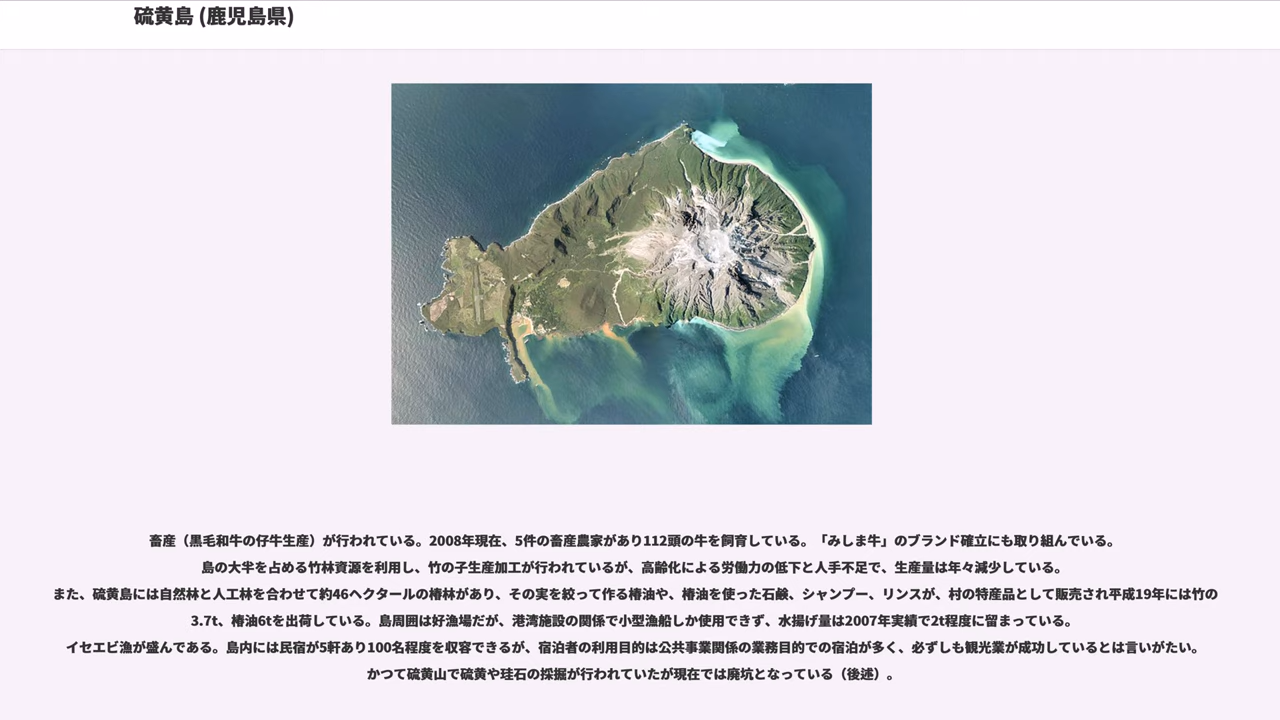 硫黄島 (鹿児島県)
畜産（黒毛和牛の仔牛生産）が行われている。2008年現在、5件の畜産農家があり112頭の牛を飼育している。「みしま牛」のブランド確立にも取り組んでいる。
島の大半を占める竹林資源を利用し、竹の子生産加工が行われているが、高齢化による労働力の低下と人手不足で、生産量は年々減少している。
また、硫黄島には自然林と人工林を合わせて約46ヘクタールの椿林があり、その実を絞って作る椿油や、椿油を使った石鹸、シャンプー、リンスが、村の特産品として販売され平成19年には竹の
3.7t、椿油6tを出荷している。島周囲は好漁場だが、港湾施設の関係で小型漁船しか使用できず、水揚げ量は2007年実績で2t程度に留まっている。
イセエビ漁が盛んである。島内には民宿が5軒あり100名程度を収容できるが、宿泊者の利用目的は公共事業関係の業務目的での宿泊が多く、必ずしも観光業が成功しているとは言いがたい。
かつて硫黄山で硫黄や珪石の採掘が行われていたが現在では廃坑となっている（後述）。